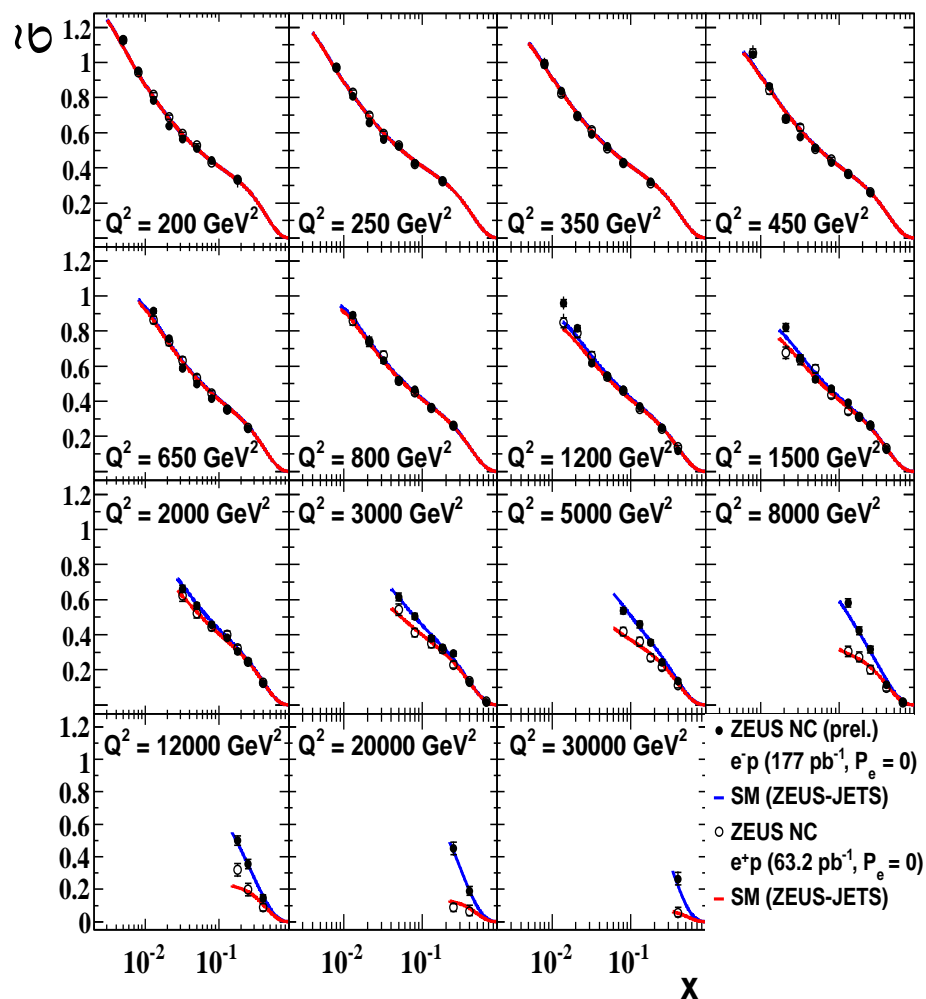 σ̃
1.2
1
0.8
0.6
0.4
0.2
Q² = 200 GeV²
Q² = 250 GeV²
Q² = 350 GeV²
Q² = 450 GeV²
1.2
1
0.8
0.6
0.4
0.2
0
Q² = 650 GeV²
Q² = 800 GeV²
Q² = 1200 GeV²
Q² = 1500 GeV²
1.2
1
0.8
0.6
0.4
0.2
0
Q² = 2000 GeV²
Q² = 3000 GeV²
Q² = 5000 GeV²
Q² = 8000 GeV²
1.2
1
0.8
0.6
0.4
0.2
0
Q² = 12000 GeV²
Q² = 20000 GeV²
Q² = 30000 GeV²
ZEUS NC (prel.)
e⁻p (177 pb⁻¹, Pₑ = 0)
SM (ZEUS-JETS)
ZEUS NC
e⁺p (63.2 pb⁻¹, Pₑ = 0)
SM (ZEUS-JETS)
10⁻² 10⁻¹ 10⁻² 10⁻¹ 10⁻² 10⁻¹
x